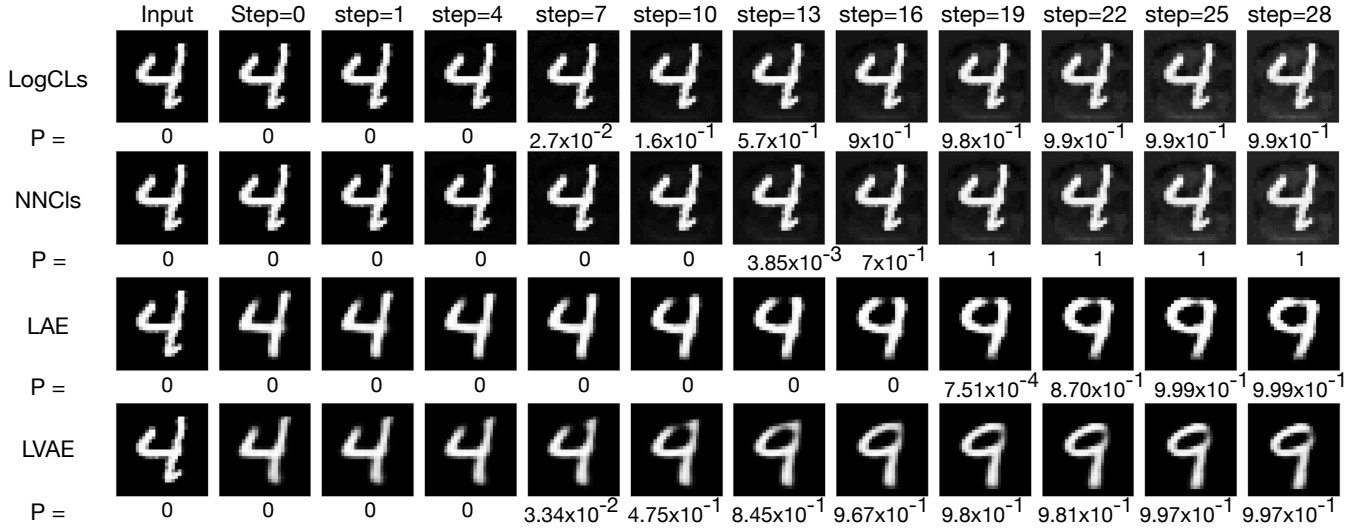 Input Step=0 step=1 step=4 step=7 step=10 step=13 step=16 step=19 step=22 step=25 step=28
LogCLs
P = 0 0 0 0 2.7x10⁻² 1.6x10⁻¹ 5.7x10⁻¹ 9x10⁻¹ 9.8x10⁻¹ 9.9x10⁻¹ 9.9x10⁻¹ 9.9x10⁻¹
NNCls
P = 0 0 0 0 0 0 3.85x10⁻³ 7x10⁻¹ 1 1 1 1
LAE
P = 0 0 0 0 0 0 0 0 7.51x10⁻⁴ 8.70x10⁻¹ 9.99x10⁻¹ 9.99x10⁻¹
LVAE
P = 0 0 0 0 3.34x10⁻² 4.75x10⁻¹ 8.45x10⁻¹ 9.67x10⁻¹ 9.8x10⁻¹ 9.81x10⁻¹ 9.97x10⁻¹ 9.97x10⁻¹